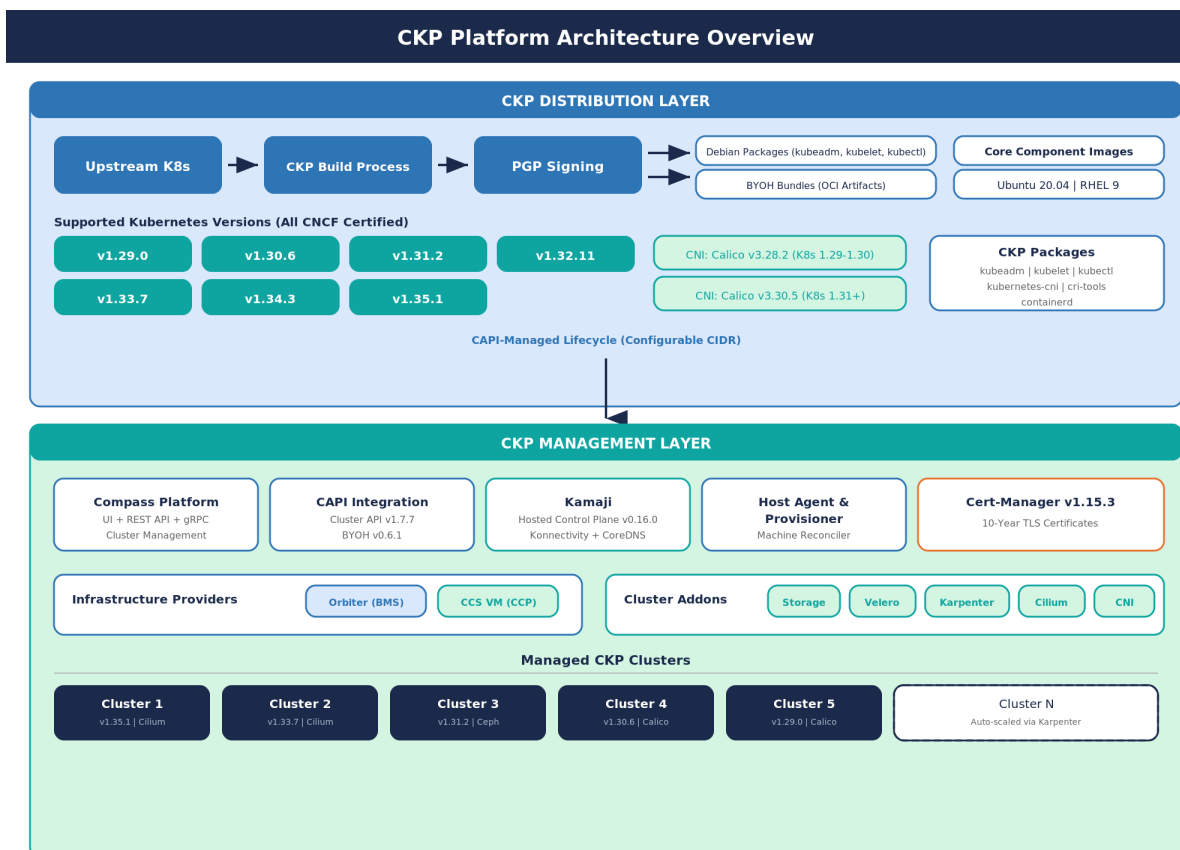 CKP Platform Architecture Overview
CKP DISTRIBUTION LAYER
Upstream K8s
CKP Build Process
PGP Signing
Debian Packages (kubeadm, kubelet, kubectl)
BYOH Bundles (OCI Artifacts)
Core Component Images
Ubuntu 20.04 | RHEL 9
Supported Kubernetes Versions (All CNCF Certified)
v1.29.0
v1.30.6
v1.31.2
v1.32.11
v1.33.7
v1.34.3
v1.35.1
CNI: Calico v3.28.2 (K8s 1.29-1.30)
CNI: Calico v3.30.5 (K8s 1.31+)
CKP Packages
kubeadm | kubelet | kubectl
kubernetes-cni | cri-tools
containerd
CAPI-Managed Lifecycle (Configurable CIDR)
CKP MANAGEMENT LAYER
Compass Platform
UI + REST API + gRPC
Cluster Management
CAPI Integration
Cluster API v1.7.7
BYOH v0.6.1
Kamaji
Hosted Control Plane v0.16.0
Konnectivity + CoreDNS
Host Agent &
Provisioner
Machine Reconciler
Cert-Manager v1.15.3
10-Year TLS Certificates
Infrastructure Providers
Orbiter (BMS)
CCS VM (CCP)
Cluster Addons
Storage
Velero
Karpenter
Cilium
CNI
Managed CKP Clusters
Cluster 1
v1.35.1 | Cilium
Cluster 2
v1.33.7 | Cilium
Cluster 3
v1.31.2 | Ceph
Cluster 4
v1.30.6 | Calico
Cluster 5
v1.29.0 | Calico
Cluster N
Auto-scaled via Karpenter